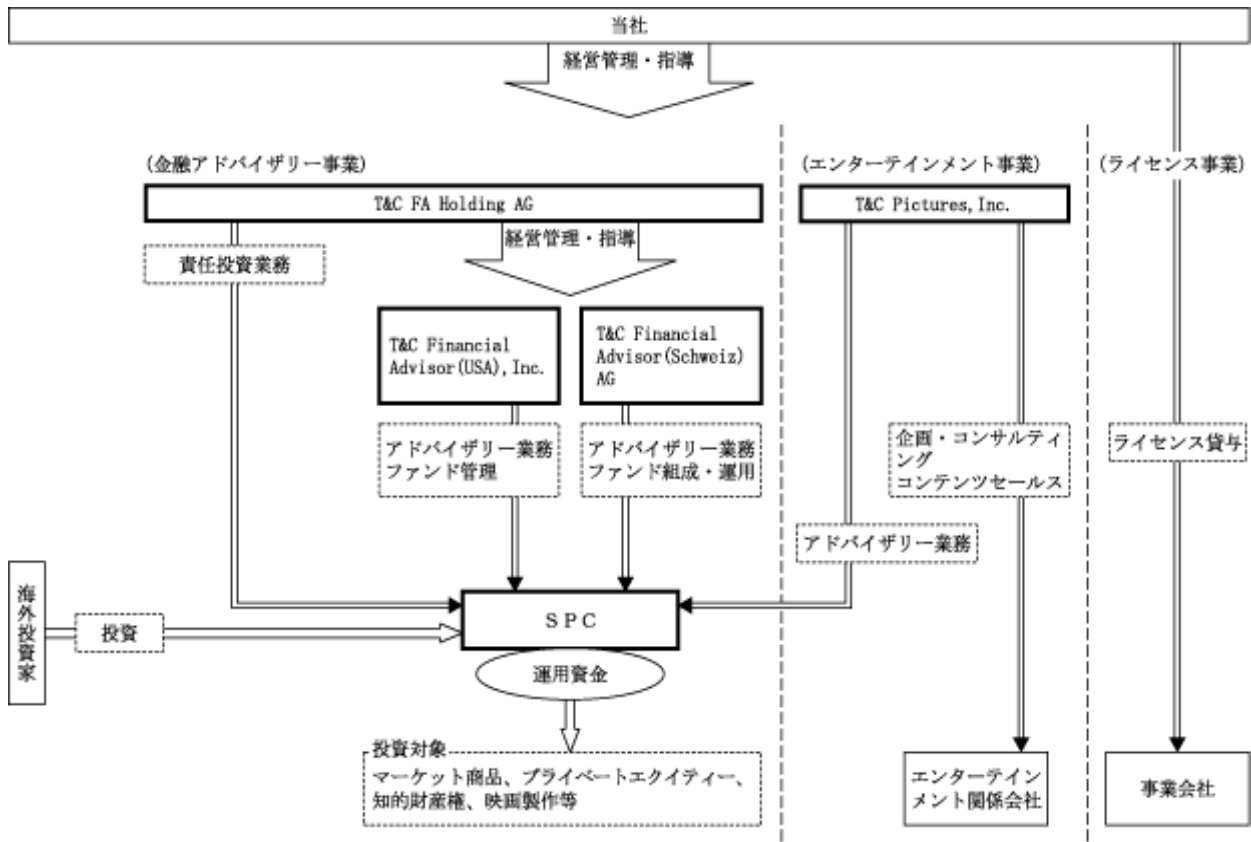 当社
経営管理・指導
(金融アドバイザリー事業)
(エンターテインメント事業)
(ライセンス事業)
T&C FA Holding AG
T&C Pictures,Inc.
経営管理・指導
責任投資業務
T&C Financial
Advisor(USA),Inc.
T&C Financial
Advisor(Schweiz)
AG
アドバイザリー業務
ファンド管理
アドバイザリー業務
ファンド組成・運用
企画・コンサルティ
ング
コンテンツセールス
ライセンス貸与
アドバイザリー業務
海外投資家
投資
SPC
運用資金
投資対象
マーケット商品、プライベートエクイティー、
知的財産権、映画製作等
エンターテイン
メント関係会社
事業会社